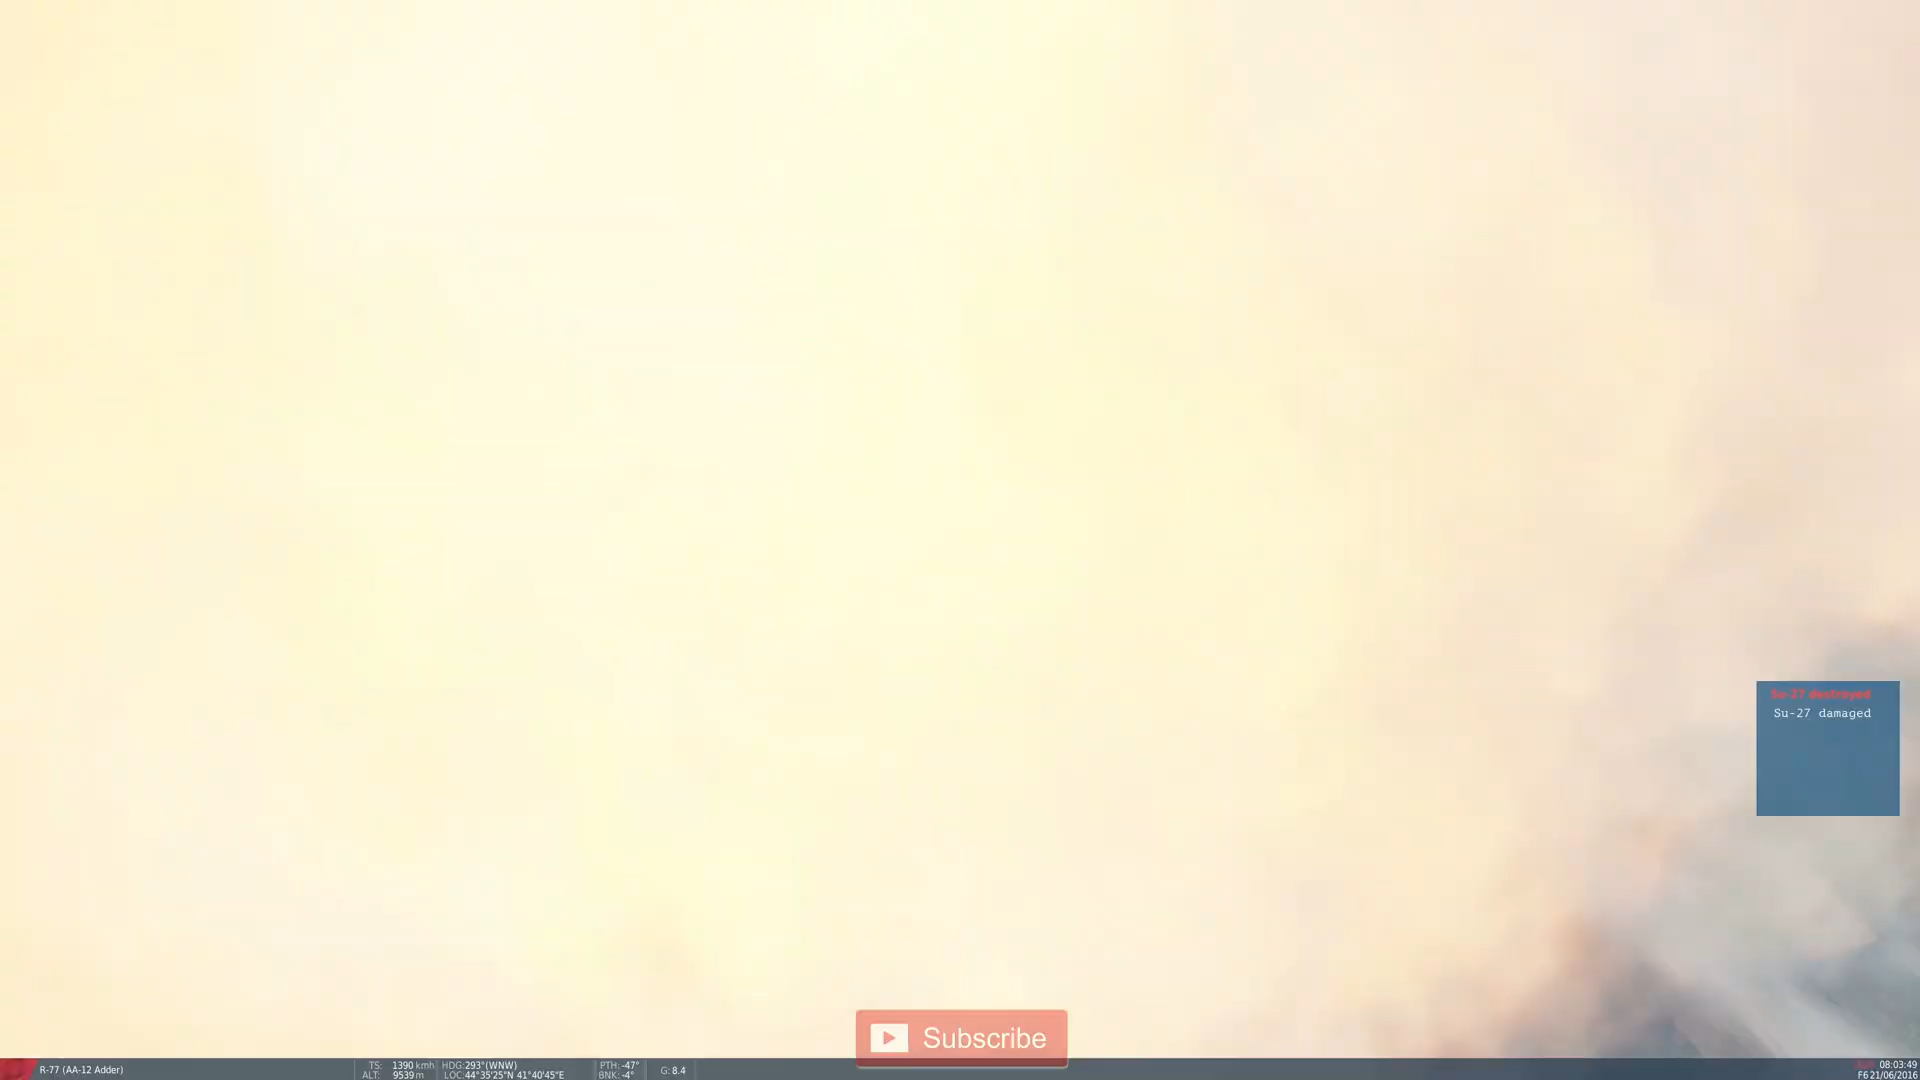 Su-27 destroyed
Su-27 damaged
Subscribe
R-77 (AA-12 Adder)
TS: 1390 kmh HDG:293°(WNW) PTH: -47°
ALT: 9539 m LOC:44°35'25"N 41°40'45"E BNK: -4°
G: 8.4
08:03:49
F6 21/06/2016